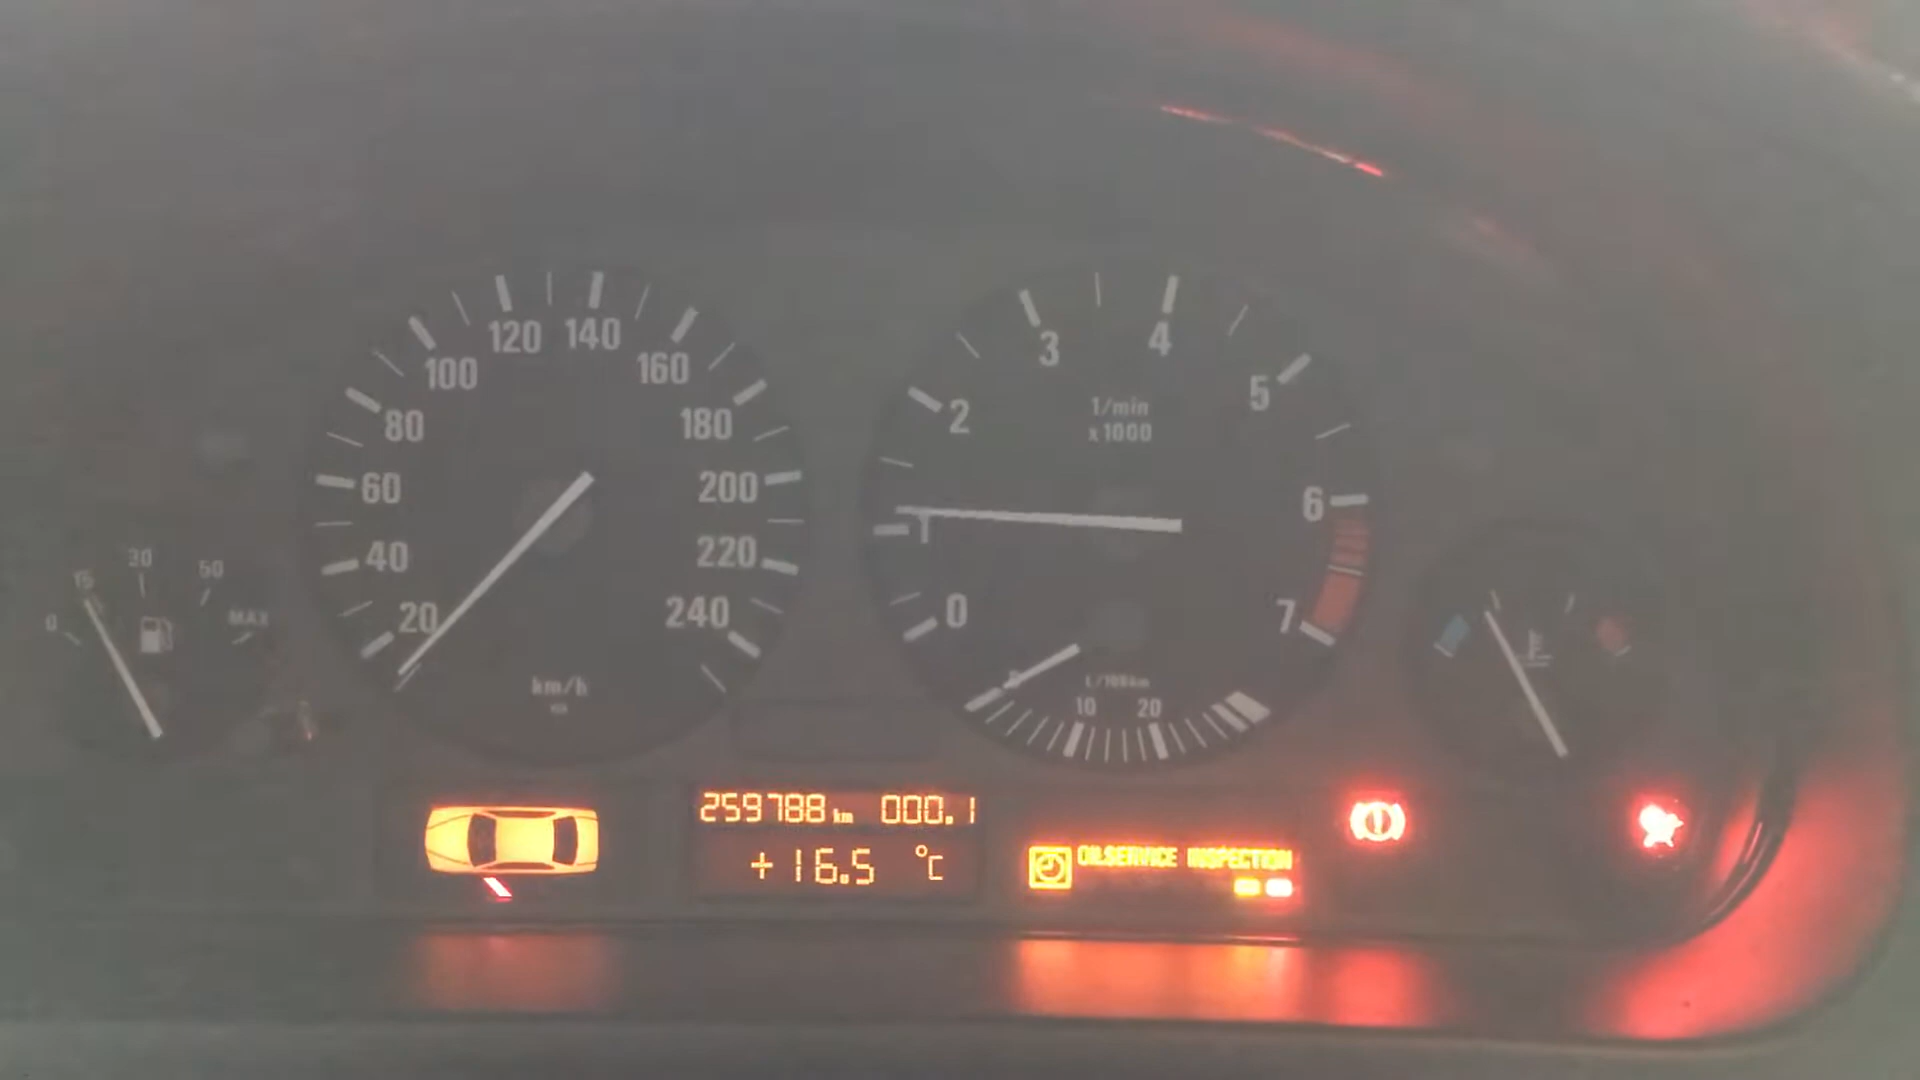 0 15 30 50 MAX
20 40 60 80 100 120 140 160 180 200 220 240
km/h
0 1 2 3 4 5 6 7
1/min
x 1000
L/100km
10 20
259788 km 000.1
+16.5 °C
OILSERVICE INSPECTION